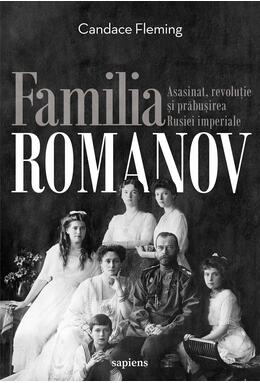 Candace Fleming
Familia
Asasinat, revoluție
și prăbușirea
Rusiei imperiale
ROMANOV
sapiens